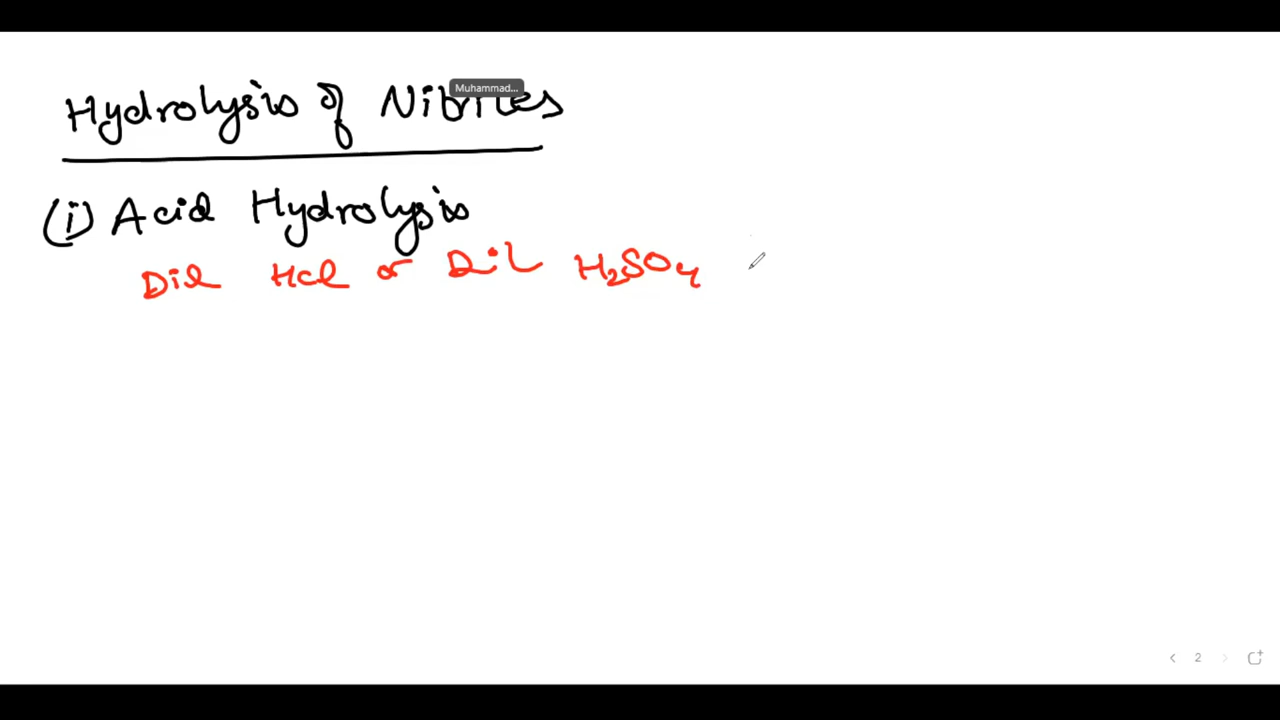 Muhammad...
Hydrolysis of Nitriles
(i) Acid Hydrolysis
Dil HCl or Dil H₂SO₄
2